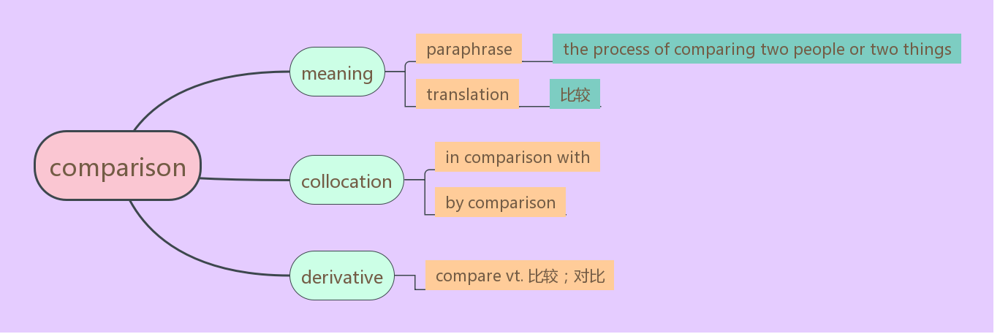 comparison
meaning
paraphrase
the process of comparing two people or two things
translation
比较
collocation
in comparison with
by comparison
derivative
compare vt. 比较；对比